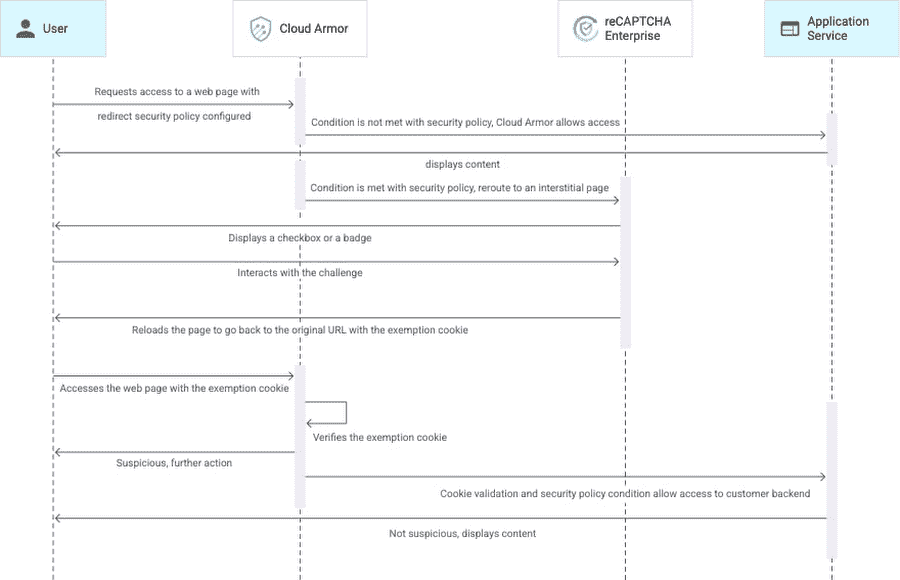 User
Cloud Armor
reCAPTCHA
Enterprise
Application
Service
Requests access to a web page with
redirect security policy configured
Condition is not met with security policy, Cloud Armor allows access
displays content
Condition is met with security policy, reroute to an interstitial page
Displays a checkbox or a badge
Interacts with the challenge
Reloads the page to go back to the original URL with the exemption cookie
Accesses the web page with the exemption cookie
Verifies the exemption cookie
Suspicious, further action
Cookie validation and security policy condition allow access to customer backend
Not suspicious, displays content